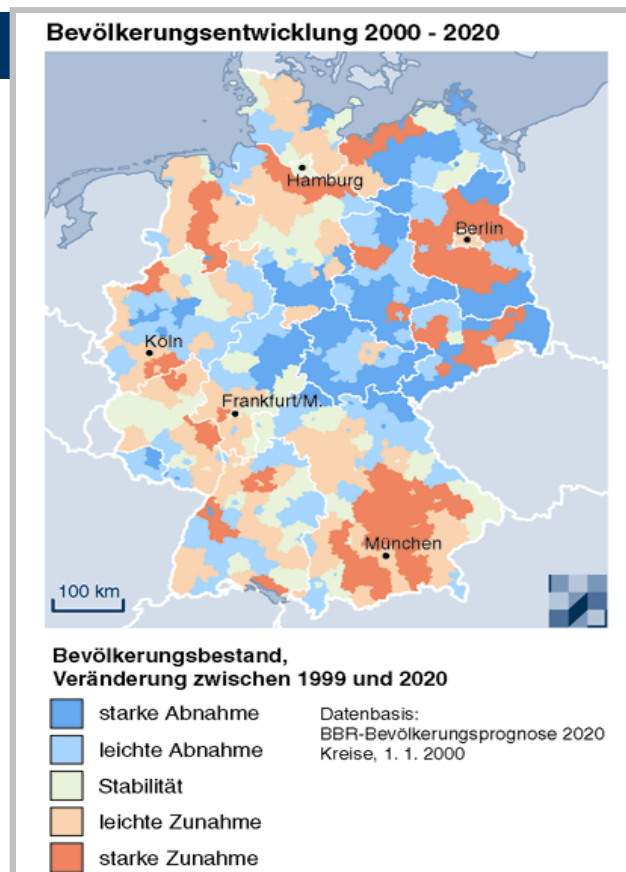 Bevölkerungsentwicklung 2000 - 2020
Hamburg
Berlin
Köln
Frankfurt/M.
München
100 km
Bevölkerungsbestand,
Veränderung zwischen 1999 und 2020
starke Abnahme
leichte Abnahme
Stabilität
leichte Zunahme
starke Zunahme
Datenbasis:
BBR-Bevölkerungsprognose 2020
Kreise, 1. 1. 2000